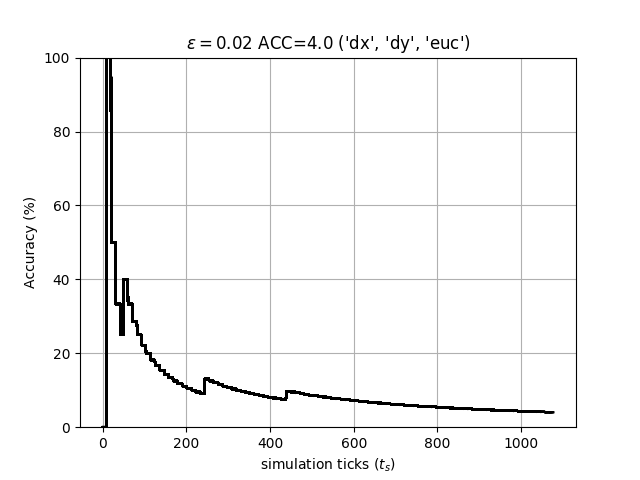 ε = 0.02 ACC=4.0 ('dx', 'dy', 'euc')
100
80
60
40
20
0
Accuracy (%)
0 200 400 600 800 1000
simulation ticks (tₛ)